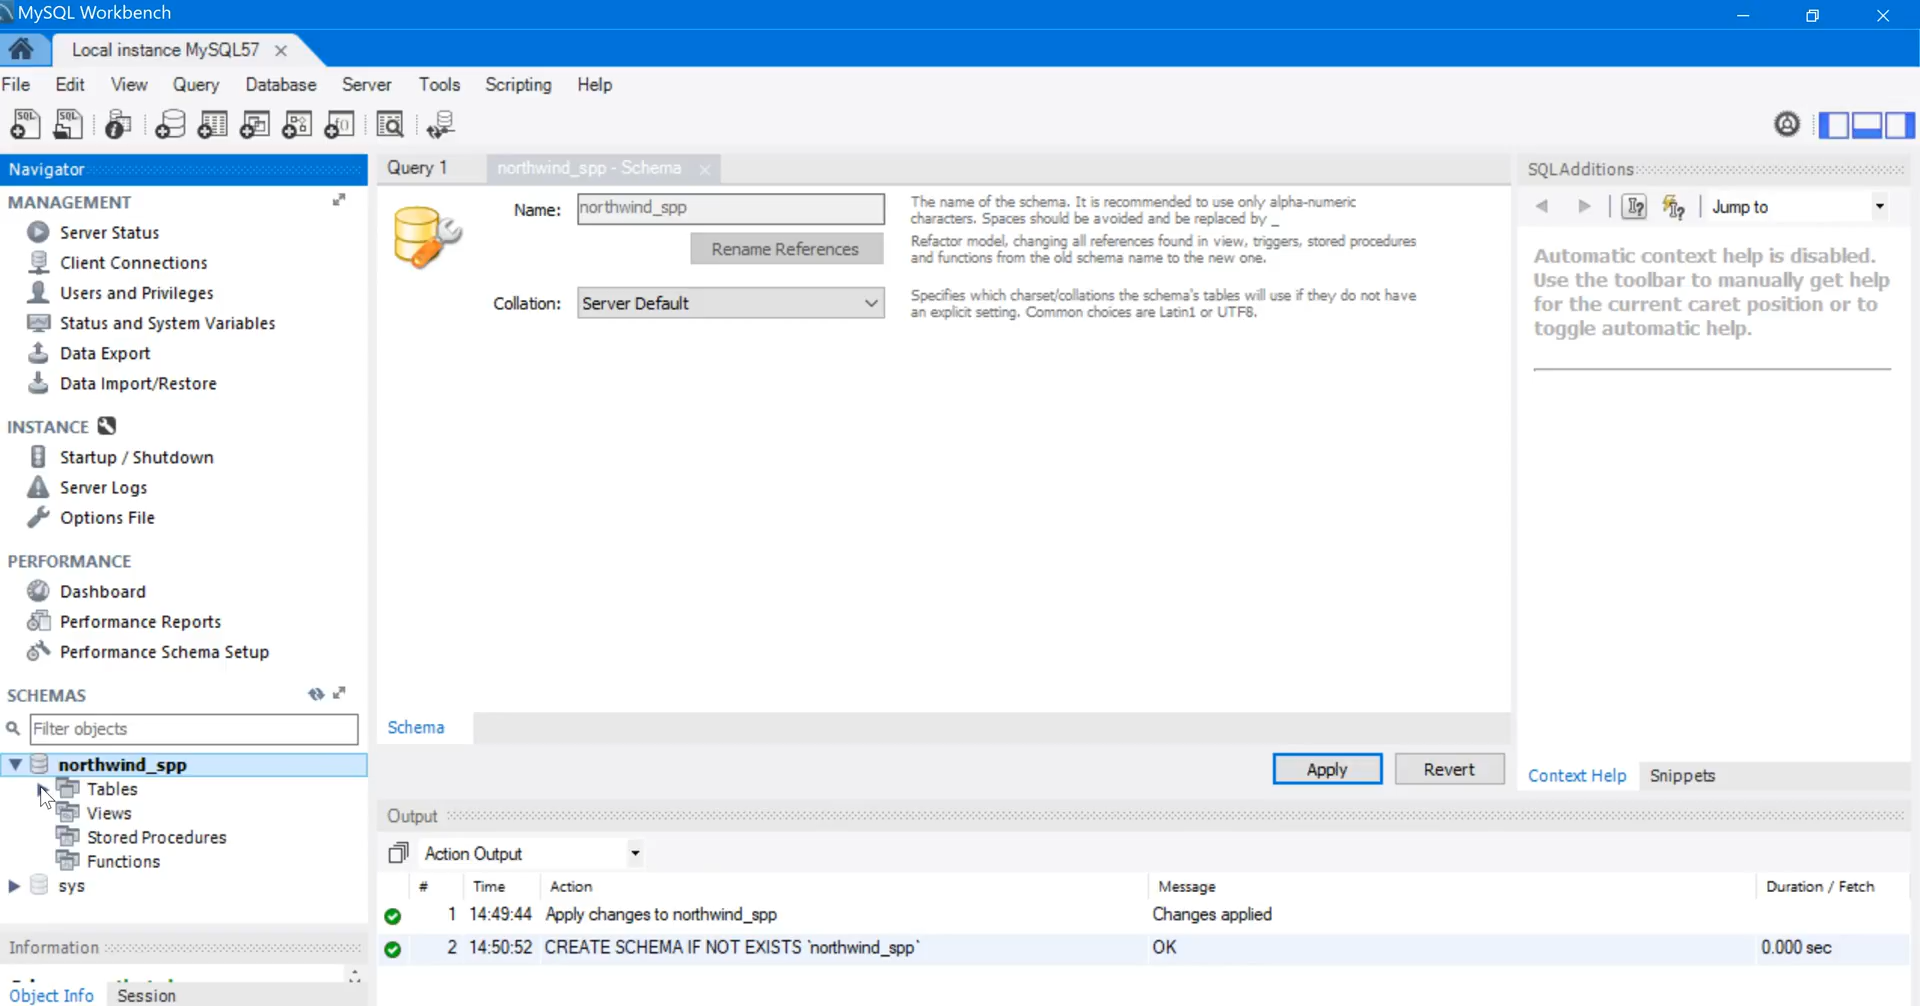 MySQL Workbench
Local instance MySQL57
File Edit View Query Database Server Tools Scripting Help
Navigator
MANAGEMENT
Server Status
Client Connections
Users and Privileges
Status and System Variables
Data Export
Data Import/Restore
INSTANCE
Startup / Shutdown
Server Logs
Options File
PERFORMANCE
Dashboard
Performance Reports
Performance Schema Setup
SCHEMAS
Filter objects
northwind_spp
Tables
Views
Stored Procedures
Functions
sys
Information
Object Info Session
Query 1 northwind_spp - Schema
Name: northwind_spp
The name of the schema. It is recommended to use only alpha-numeric
characters. Spaces should be avoided and be replaced by _
Rename References
Refactor model, changing all references found in view, triggers, stored procedures
and functions from the old schema name to the new one.
Collation: Server Default
Specifies which charset/collations the schema's tables will use if they do not have
an explicit setting. Common choices are Latin1 or UTF8.
Schema
Apply Revert
SQLAdditions
Jump to
Automatic context help is disabled.
Use the toolbar to manually get help
for the current caret position or to
toggle automatic help.
Context Help Snippets
Output
Action Output
# Time Action Message Duration / Fetch
1 14:49:44 Apply changes to northwind_spp Changes applied
2 14:50:52 CREATE SCHEMA IF NOT EXISTS `northwind_spp` OK 0.000 sec